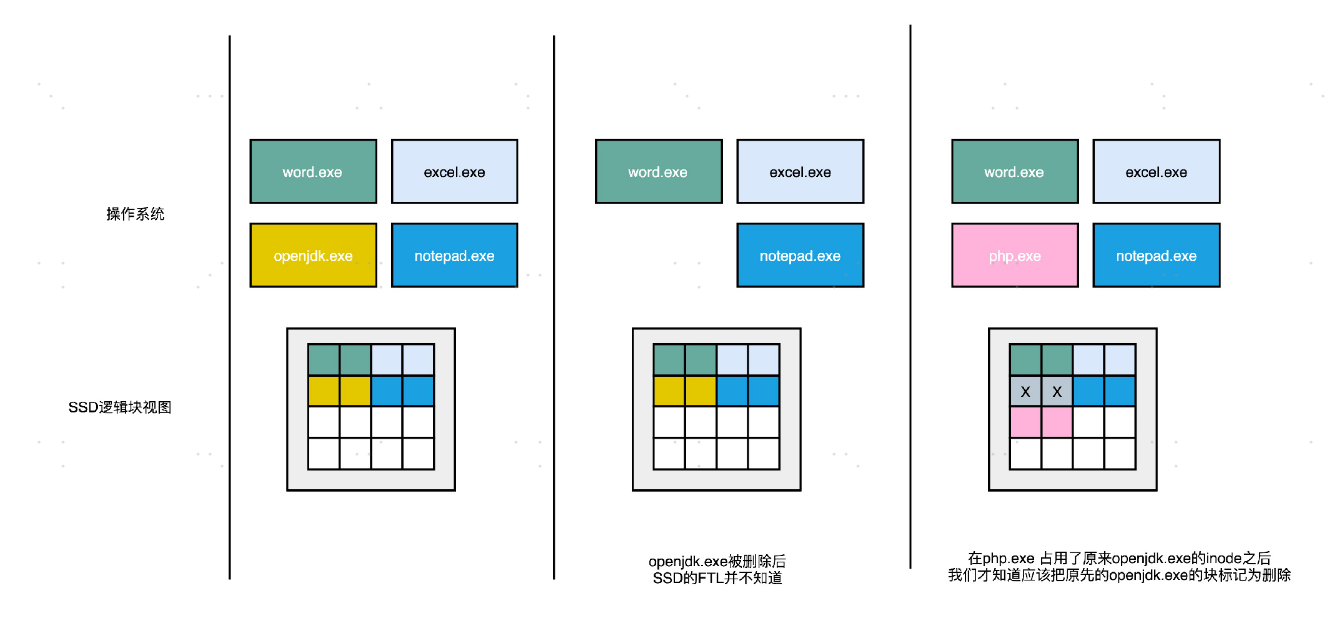 操作系统
SSD逻辑块视图
word.exe
excel.exe
openjdk.exe
notepad.exe
word.exe
excel.exe
notepad.exe
openjdk.exe被删除后
SSD的FTL并不知道
word.exe
excel.exe
php.exe
notepad.exe
X
X
在php.exe 占用了原来openjdk.exe的inode之后
我们才知道应该把原先的openjdk.exe的块标记为删除